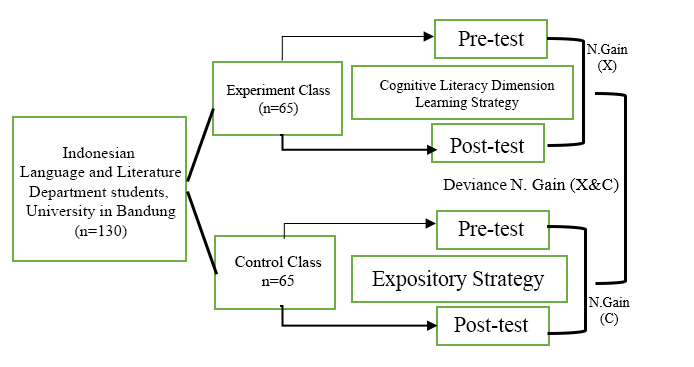 Indonesian
Language and Literature
Department students,
University in Bandung
(n=130)
Experiment Class
(n=65)
Pre-test
Cognitive Literacy Dimension
Learning Strategy
Post-test
N.Gain
(X)
Deviance N. Gain (X&C)
Control Class
n=65
Pre-test
Expository Strategy
Post-test
N.Gain
(C)